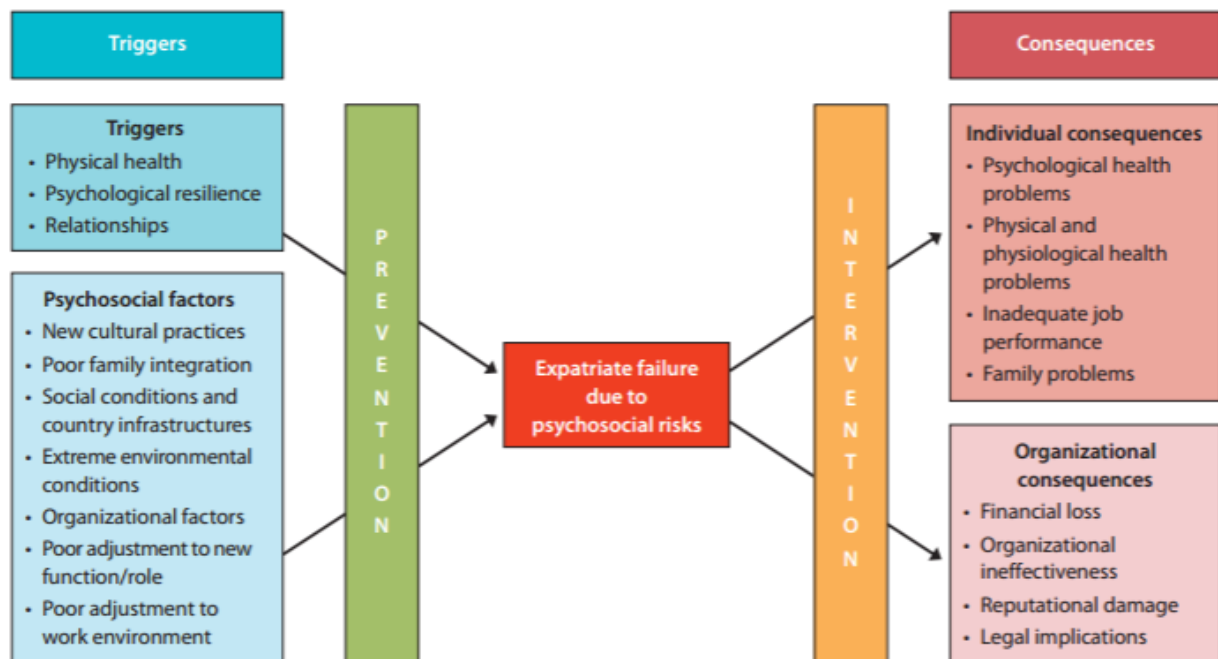 Triggers
Triggers
• Physical health
• Psychological resilience
• Relationships
Psychosocial factors
• New cultural practices
• Poor family integration
• Social conditions and
country infrastructures
• Extreme environmental
conditions
• Organizational factors
• Poor adjustment to new
function/role
• Poor adjustment to
work environment
PREVENTION
Expatriate failure
due to
psychosocial risks
INTERVENTION
Consequences
Individual consequences
• Psychological health
problems
• Physical and
physiological health
problems
• Inadequate job
performance
• Family problems
Organizational
consequences
• Financial loss
• Organizational
ineffectiveness
• Reputational damage
• Legal implications